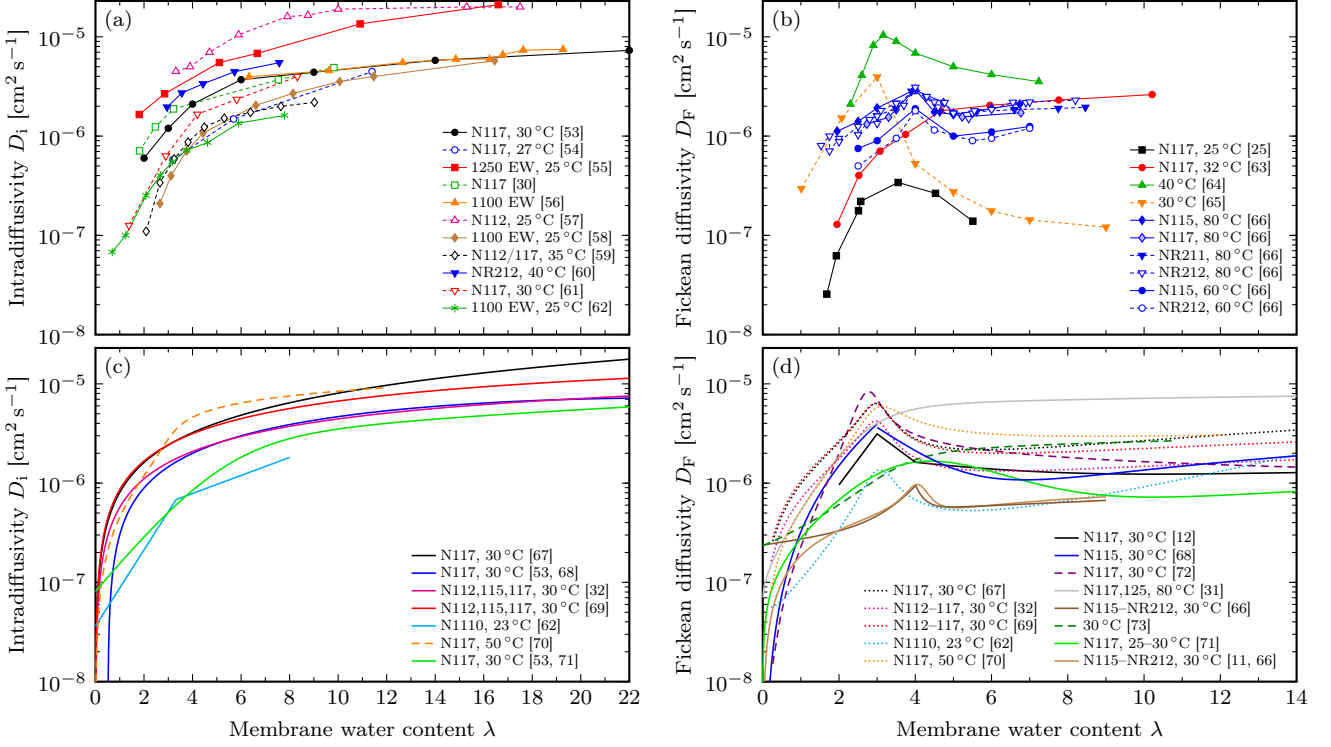 (a)
Intradiffusivity D_i [cm² s⁻¹]
10⁻⁵
10⁻⁶
10⁻⁷
10⁻⁸
N117, 30 °C [53]
N117, 27 °C [54]
1250 EW, 25 °C [55]
N117 [30]
1100 EW [56]
N112, 25 °C [57]
1100 EW, 25 °C [58]
N112/117, 35 °C [59]
NR212, 40 °C [60]
N117, 30 °C [61]
1100 EW, 25 °C [62]
(b)
Fickean diffusivity D_F [cm² s⁻¹]
10⁻⁵
10⁻⁶
10⁻⁷
10⁻⁸
N117, 25 °C [25]
N117, 32 °C [63]
40 °C [64]
30 °C [65]
N115, 80 °C [66]
N117, 80 °C [66]
NR211, 80 °C [66]
NR212, 80 °C [66]
N115, 60 °C [66]
NR212, 60 °C [66]
(c)
Intradiffusivity D_i [cm² s⁻¹]
10⁻⁵
10⁻⁶
10⁻⁷
10⁻⁸
N117, 30 °C [67]
N117, 30 °C [53, 68]
N112,115,117, 30 °C [32]
N112,115,117, 30 °C [69]
N1110, 23 °C [62]
N117, 50 °C [70]
N117, 30 °C [53, 71]
0 2 4 6 8 10 12 14 16 18 20 22
Membrane water content λ
(d)
Fickean diffusivity D_F [cm² s⁻¹]
10⁻⁵
10⁻⁶
10⁻⁷
10⁻⁸
N117, 30 °C [67]
N112–117, 30 °C [32]
N112–117, 30 °C [69]
N1110, 23 °C [62]
N117, 50 °C [70]
N117, 30 °C [12]
N115, 30 °C [68]
N117, 30 °C [72]
N117,125, 80 °C [31]
N115–NR212, 30 °C [66]
30 °C [73]
N117, 25–30 °C [71]
N115–NR212, 30 °C [11, 66]
0 2 4 6 8 10 12 14
Membrane water content λ